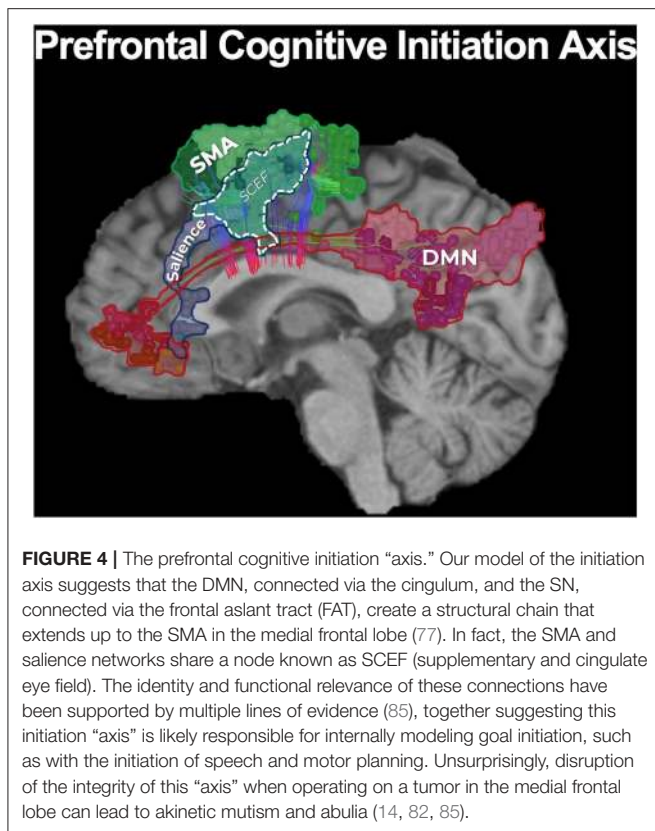 Prefrontal Cognitive Initiation Axis
SMA
SCEF
Salience
DMN
FIGURE 4 | The prefrontal cognitive initiation “axis.” Our model of the initiation
axis suggests that the DMN, connected via the cingulum, and the SN,
connected via the frontal aslant tract (FAT), create a structural chain that
extends up to the SMA in the medial frontal lobe (77). In fact, the SMA and
salience networks share a node known as SCEF (supplementary and cingulate
eye field). The identity and functional relevance of these connections have
been supported by multiple lines of evidence (85), together suggesting this
initiation “axis” is likely responsible for internally modeling goal initiation, such
as with the initiation of speech and motor planning. Unsurprisingly, disruption
of the integrity of this “axis” when operating on a tumor in the medial frontal
lobe can lead to akinetic mutism and abulia (14, 82, 85).